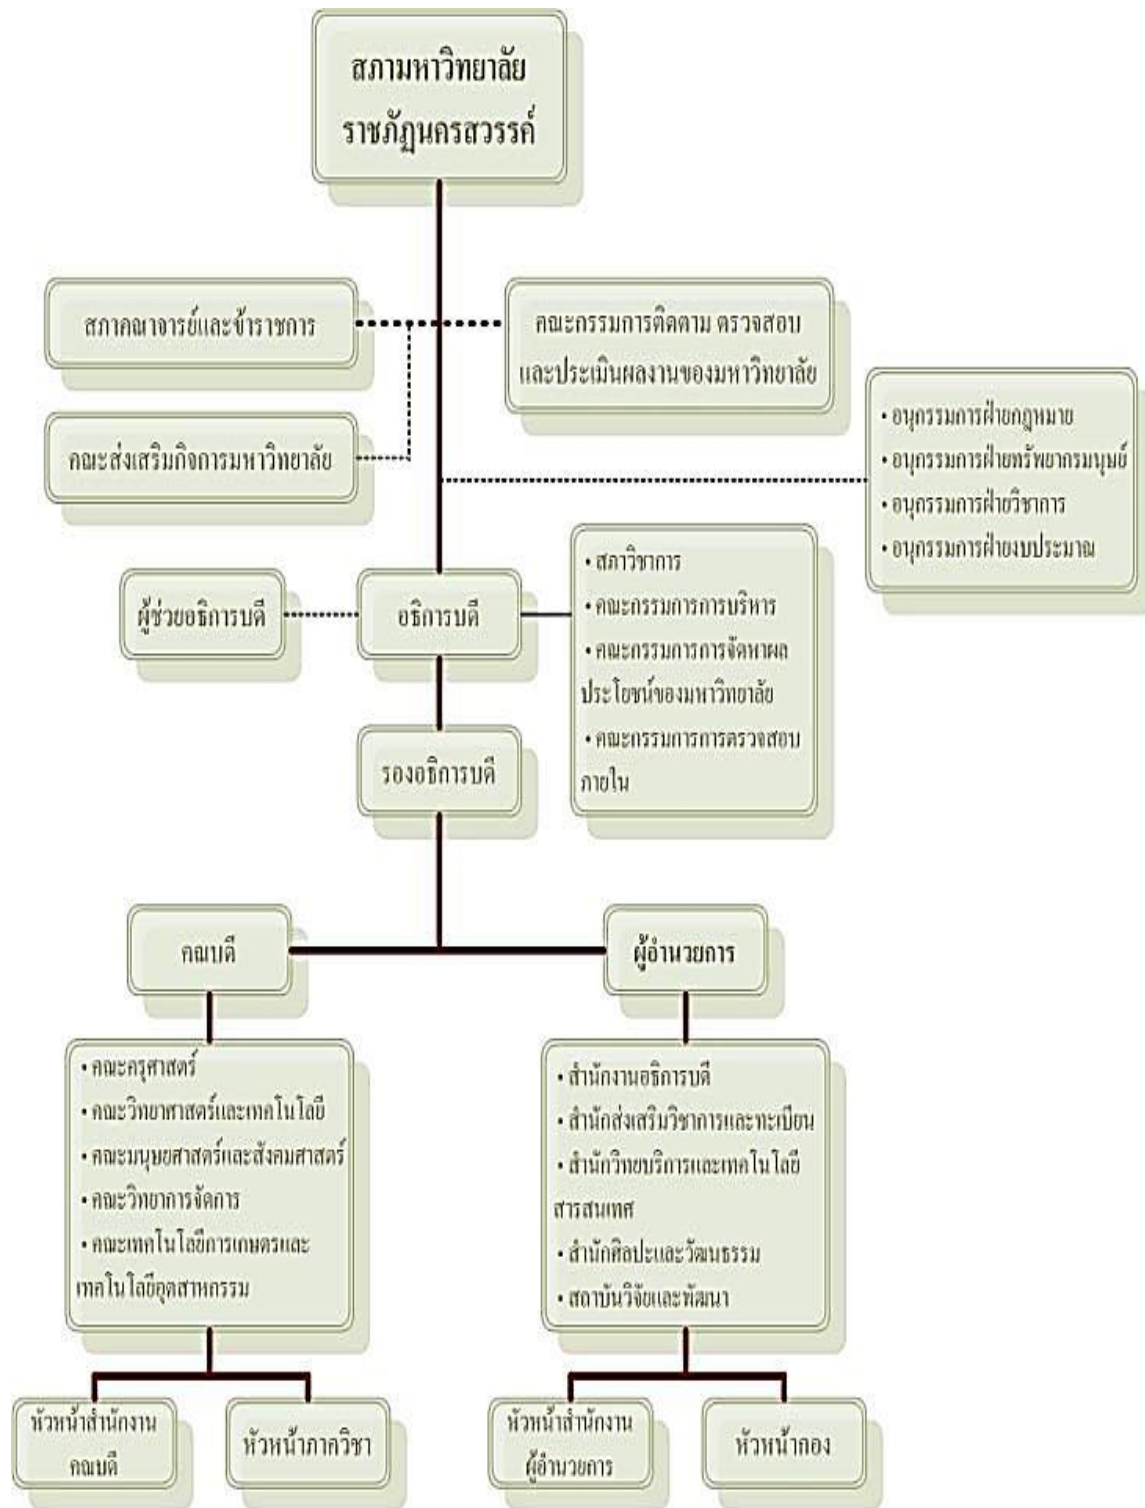 สภามหาวิทยาลัย
ราชภัฏนครสวรรค์
สภาคณาจารย์และข้าราชการ
คณะกรรมการติดตาม ตรวจสอบ
และประเมินผลงานของมหาวิทยาลัย
คณะส่งเสริมกิจการมหาวิทยาลัย
• อนุกรรมการฝ่ายกฎหมาย
• อนุกรรมการฝ่ายทรัพยากรมนุษย์
• อนุกรรมการฝ่ายวิชาการ
• อนุกรรมการฝ่ายงบประมาณ
ผู้ช่วยอธิการบดี
อธิการบดี
• สภาวิชาการ
• คณะกรรมการการบริหาร
• คณะกรรมการการจัดหาผล
ประโยชน์ของมหาวิทยาลัย
• คณะกรรมการการตรวจสอบ
ภายใน
รองอธิการบดี
คณบดี
ผู้อำนวยการ
• คณะครุศาสตร์
• คณะวิทยาศาสตร์และเทคโนโลยี
• คณะมนุษยศาสตร์และสังคมศาสตร์
• คณะวิทยาการจัดการ
• คณะเทคโนโลยีการเกษตรและ
เทคโนโลยีอุตสาหกรรม
• สำนักงานอธิการบดี
• สำนักส่งเสริมวิชาการและทะเบียน
• สำนักวิทยบริการและเทคโนโลยี
สารสนเทศ
• สำนักศิลปะและวัฒนธรรม
• สถาบันวิจัยและพัฒนา
หัวหน้าสำนักงาน
คณบดี
หัวหน้าภาควิชา
หัวหน้าสำนักงาน
ผู้อำนวยการ
หัวหน้ากอง